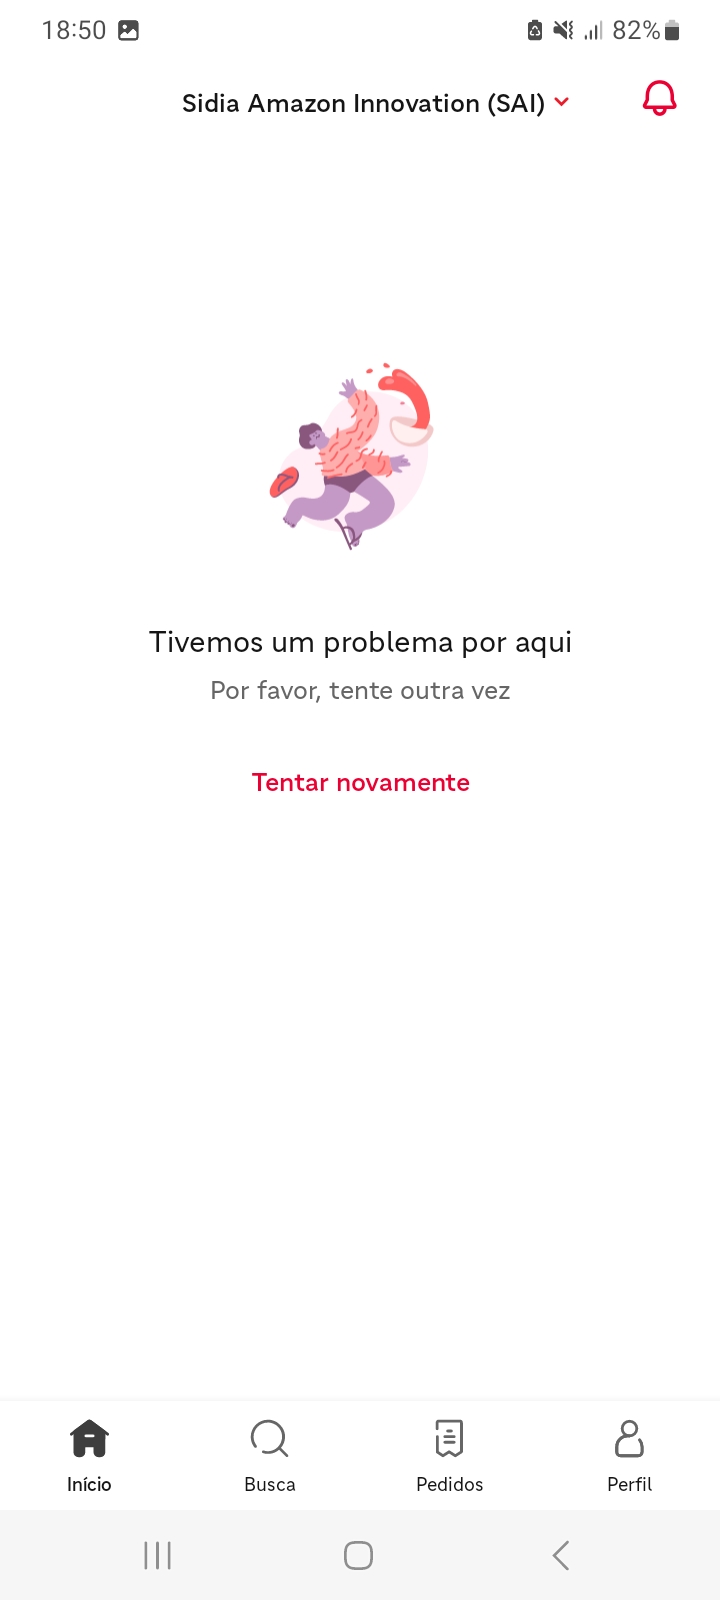 18:50
82%
Sidia Amazon Innovation (SAI)
Tivemos um problema por aqui
Por favor, tente outra vez
Tentar novamente
Início
Busca
Pedidos
Perfil